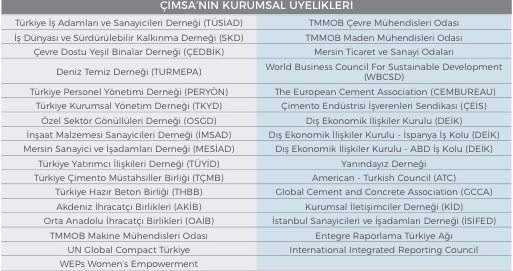 ÇİMSA'NIN KURUMSAL ÜYELİKLERİ
Türkiye İş Adamları ve Sanayicileri Derneği (TÜSİAD)
TMMOB Çevre Mühendisleri Odası
İş Dünyası ve Sürdürülebilir Kalkınma Derneği (SKD)
TMMOB Maden Mühendisleri Odası
Çevre Dostu Yeşil Binalar Derneği (ÇEDBİK)
Mersin Ticaret ve Sanayi Odaları
Deniz Temiz Derneği (TURMEPA)
World Business Council For Sustainable Development
(WBCSD)
Türkiye Personel Yönetimi Derneği (PERYÖN)
The European Cement Association (CEMBUREAU)
Türkiye Kurumsal Yönetim Derneği (TKYD)
Çimento Endüstrisi İşverenleri Sendikası (ÇEİS)
Özel Sektör Gönüllüleri Derneği (OSGD)
Dış Ekonomik İlişkiler Kurulu (DEİK)
İnşaat Malzemesi Sanayicileri Derneği (İMSAD)
Dış Ekonomik İlişkiler Kurulu - İspanya İş Kolu (DEİK)
Mersin Sanayici ve İşadamları Derneği (MESİAD)
Dış Ekonomik İlişkiler Kurulu - ABD İş Kolu (DEİK)
Türkiye Yatırımcı İlişkileri Derneği (TÜYİD)
Yanındayız Derneği
Türkiye Çimento Müstahsiller Birliği (TÇMB)
American - Turkish Council (ATC)
Türkiye Hazır Beton Birliği (THBB)
Global Cement and Concrete Association (GCCA)
Akdeniz İhracatçı Birlikleri (AKİB)
Kurumsal İletişimciler Derneği (KİD)
Orta Anadolu İhracatçı Birlikleri (OAİB)
İstanbul Sanayicileri ve İşadamları Derneği (İSİFED)
TMMOB Makine Mühendisleri Odası
Entegre Raporlama Türkiye Ağı
UN Global Compact Türkiye
International Integrated Reporting Council
WEPs Women's Empowerment